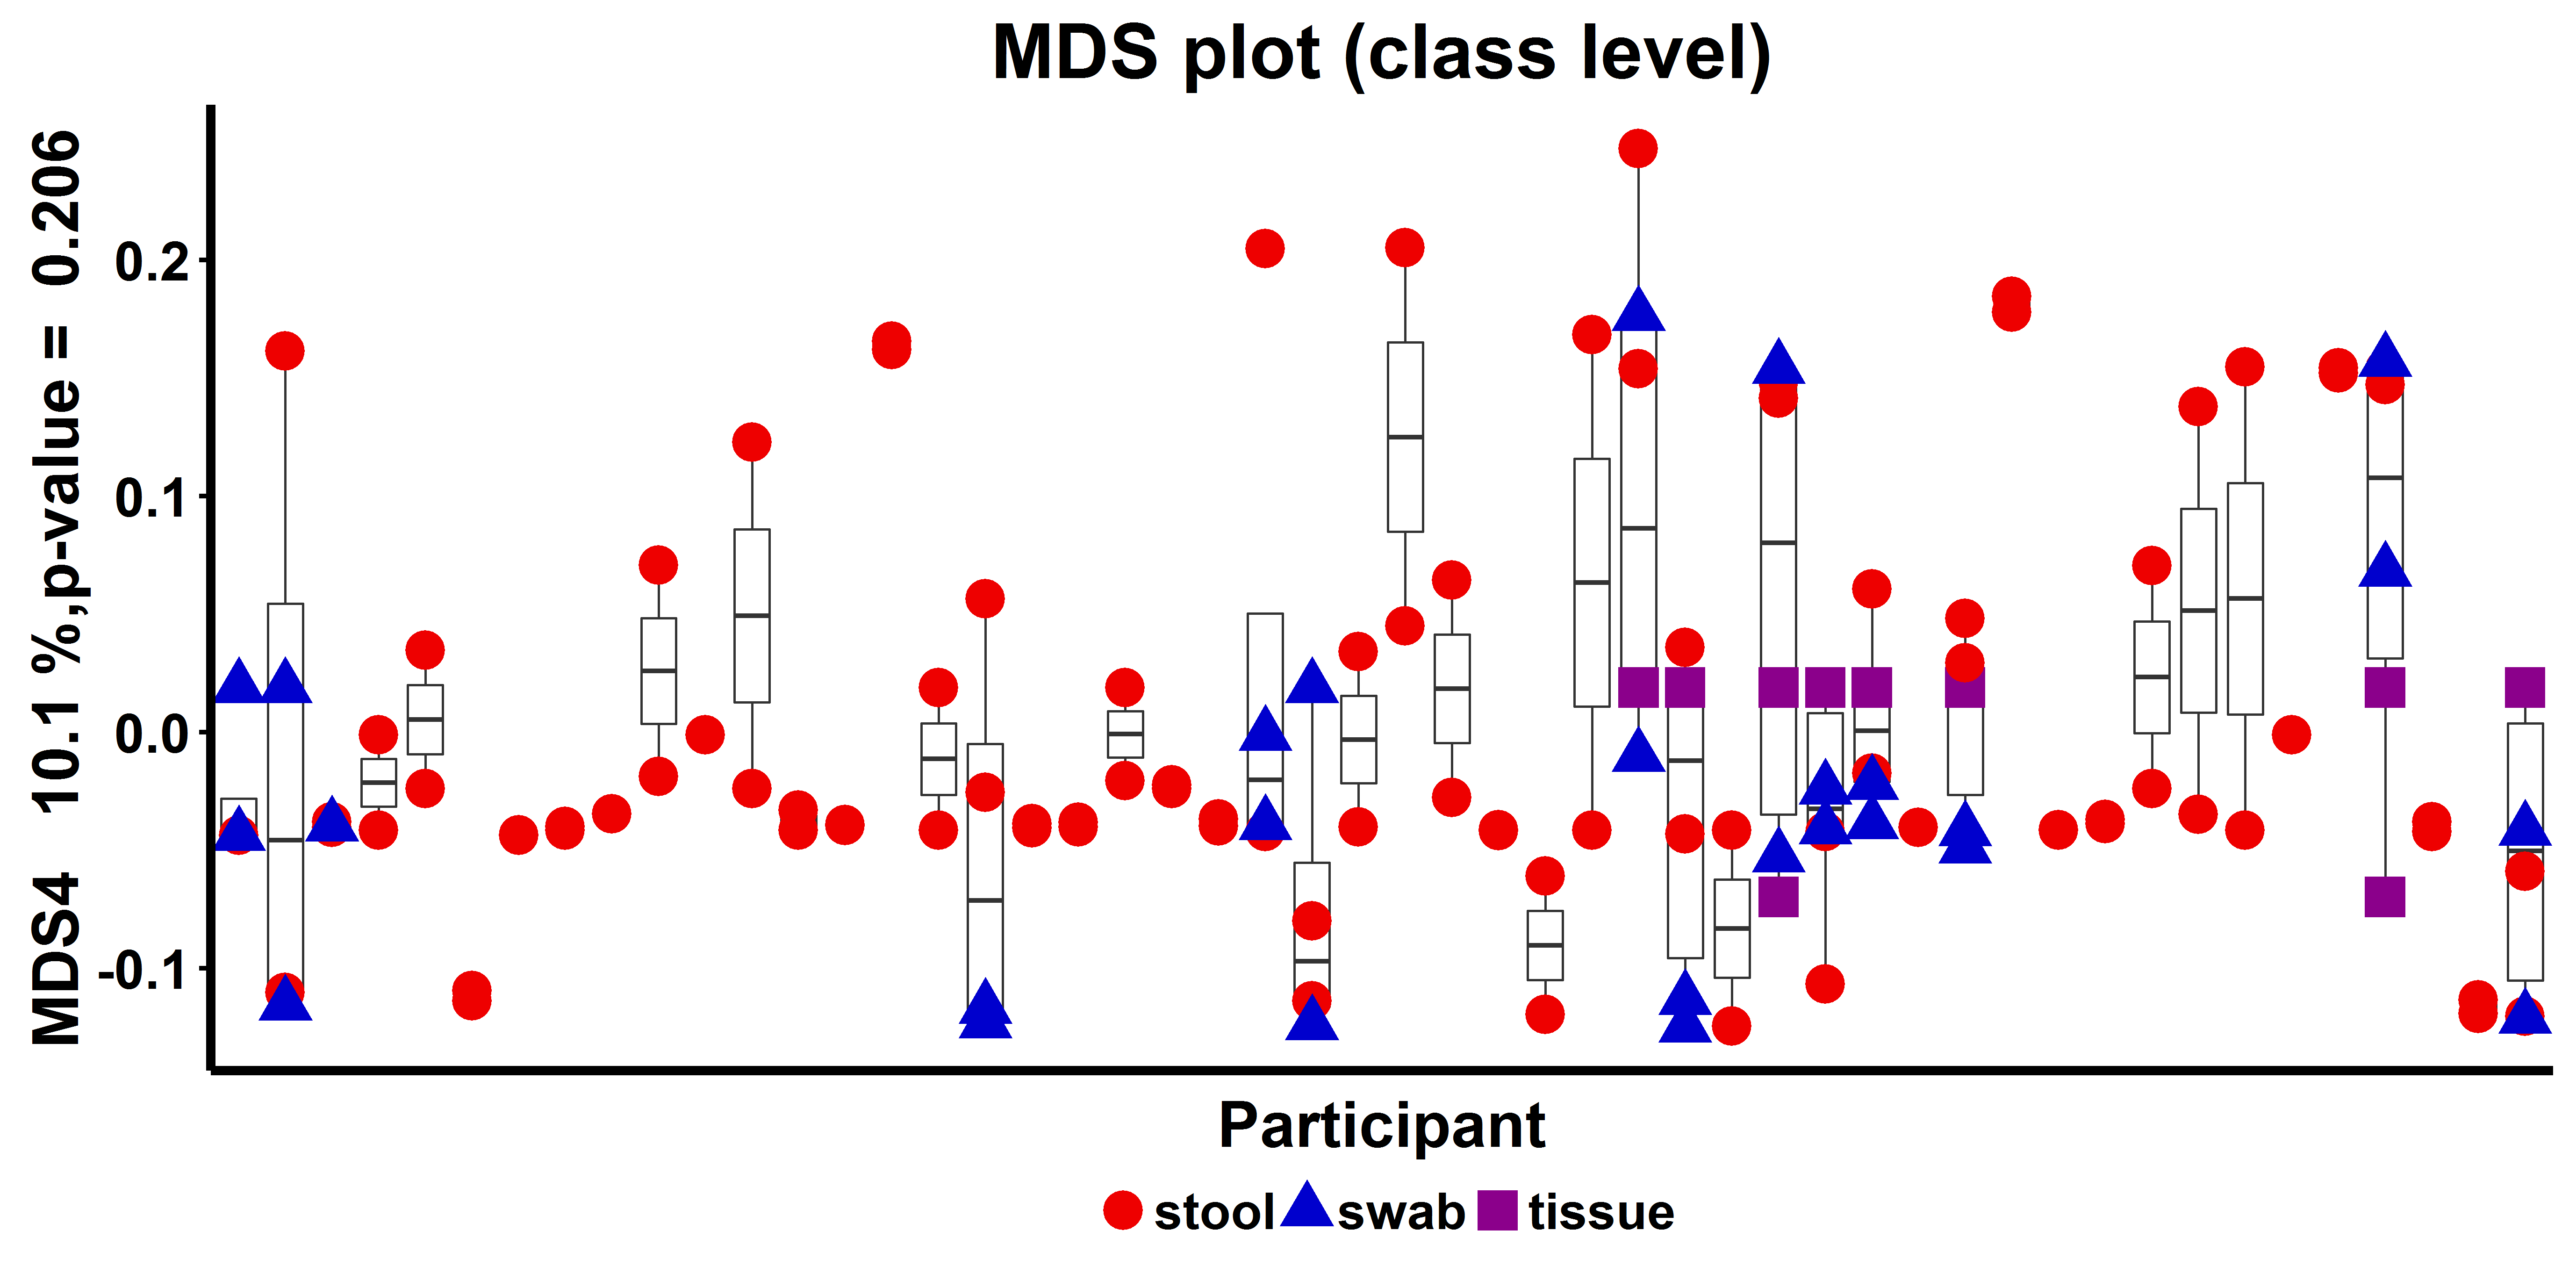 MDS plot (class level)
MDS4 10.1 %,p-value = 0.206
0.2
0.1
0.0
-0.1
Participant
stool swab tissue